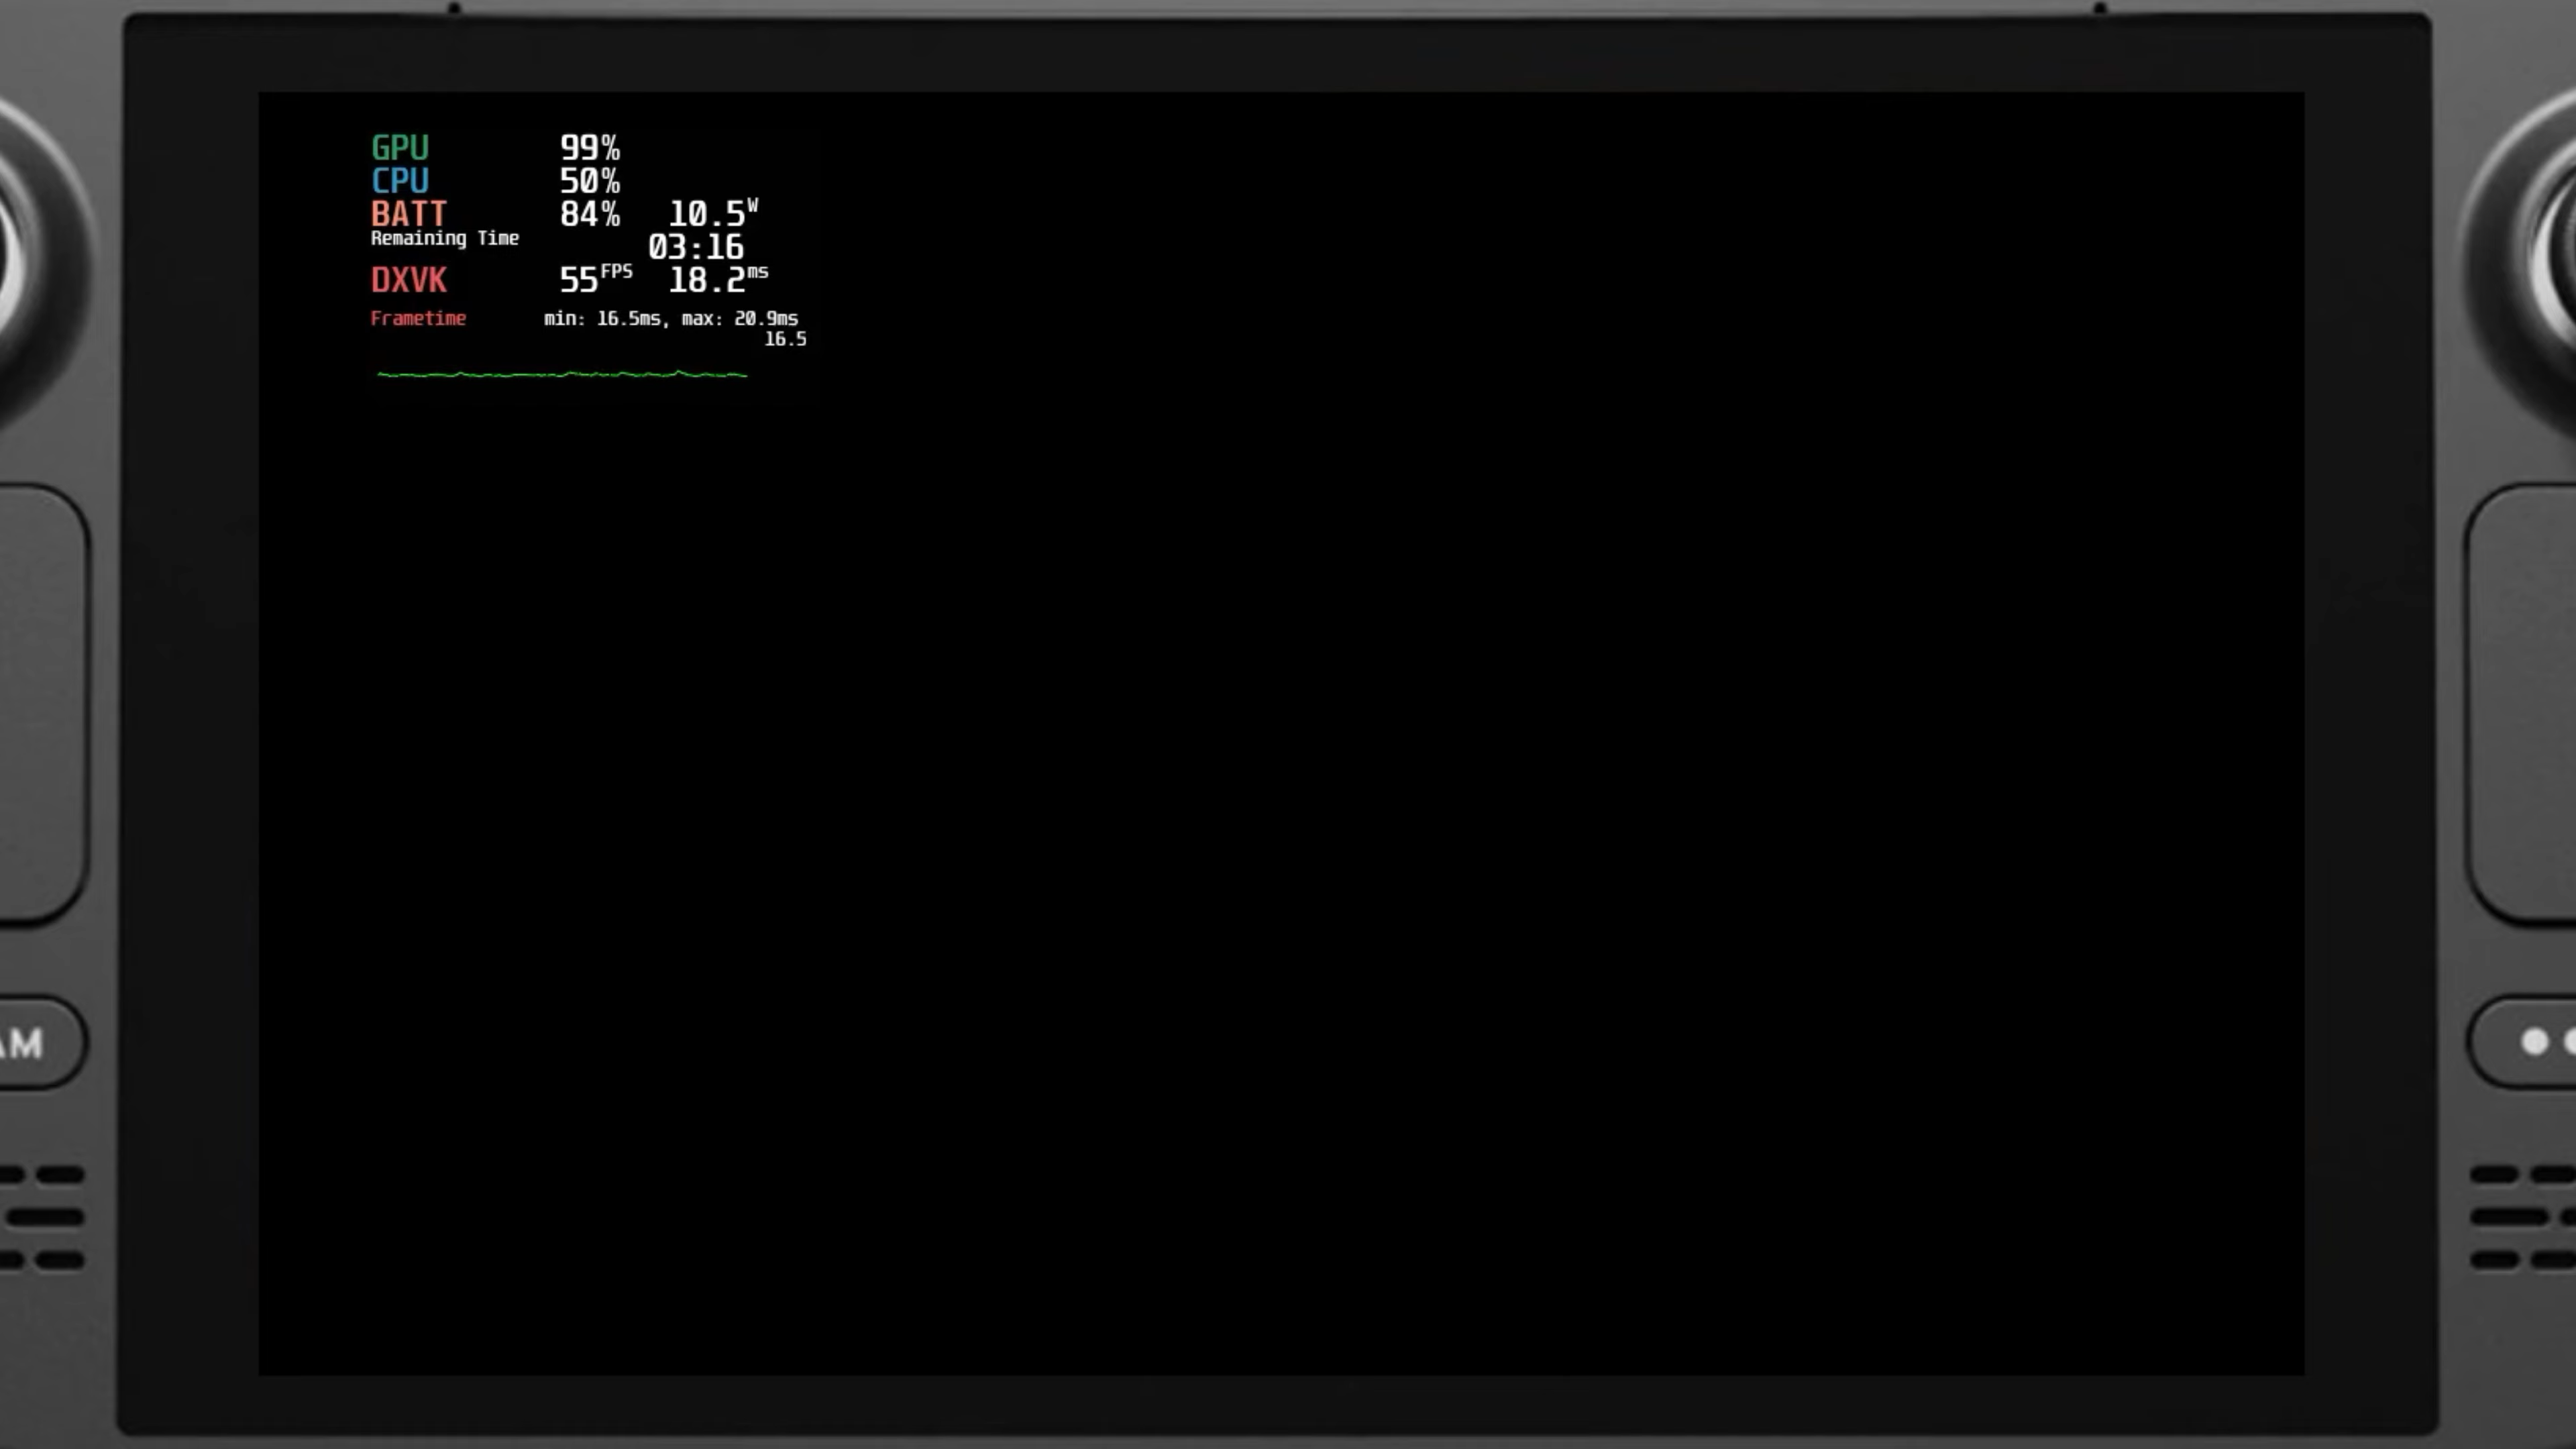 GPU 99%
CPU 50%
BATT 84% 10.5W
Remaining Time 03:16
DXVK 55FPS 18.2ms
Frametime min: 16.5ms, max: 20.9ms
16.5
AM